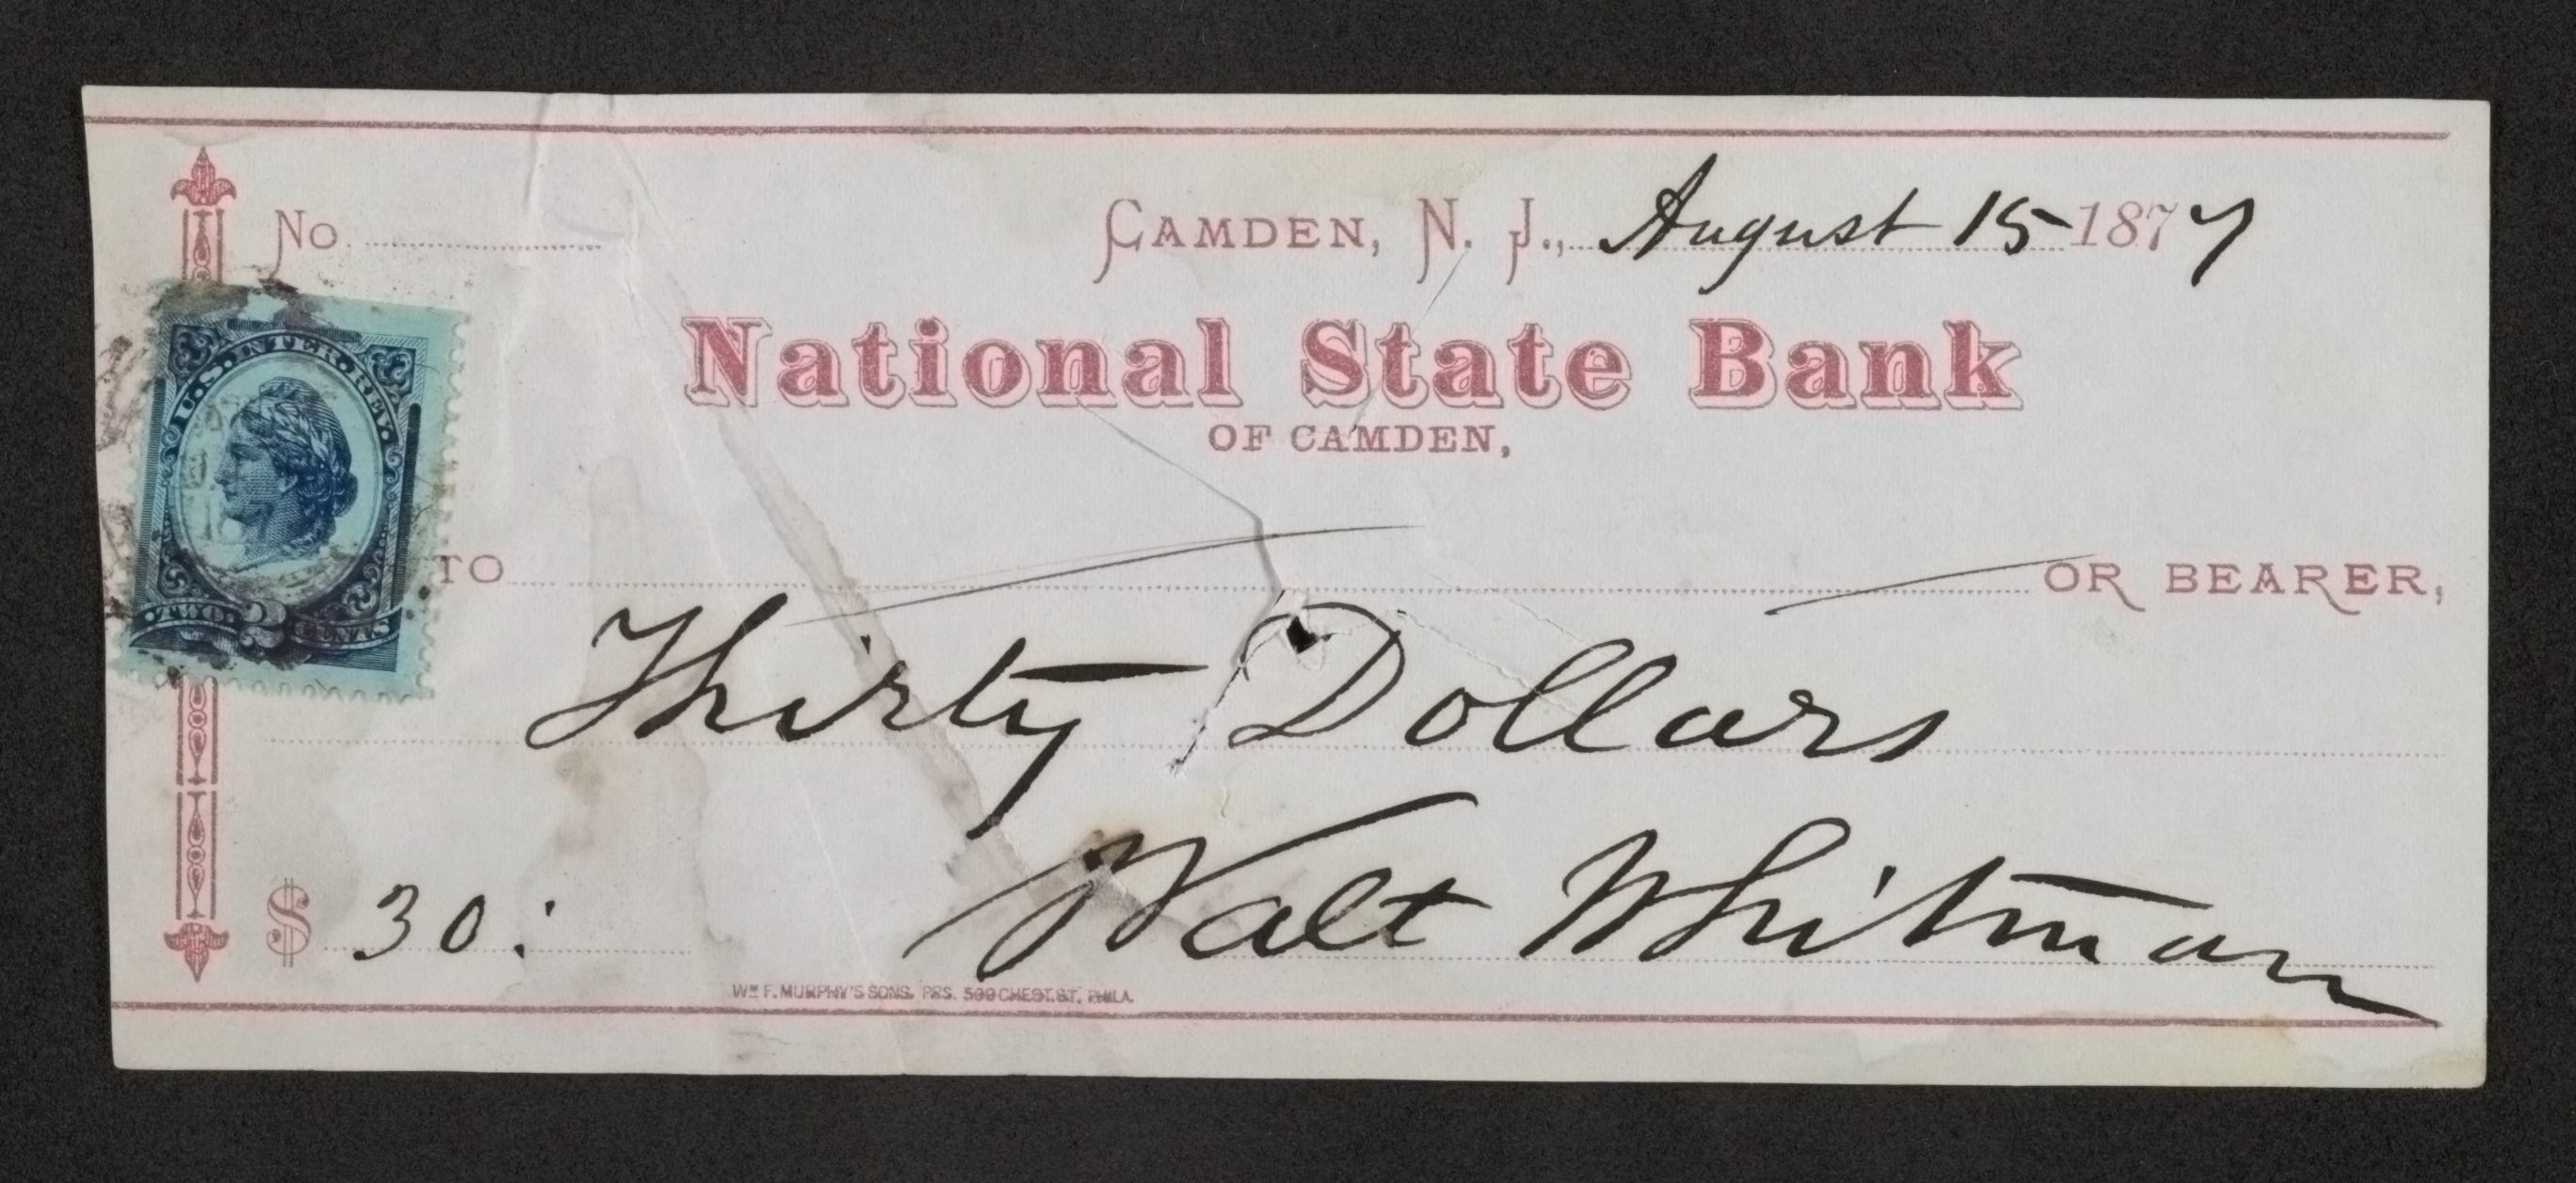 No. CAMDEN, N. J., August 15 1877
National State Bank
OF CAMDEN,
U.S. INTER. REV.
TWO 2 CENTS
TO OR BEARER,
Thirty Dollars
$ 30: Walt Whitman
WM F. MURPHY'S SONS. PRS. 509 CHEST. ST. PHILA.